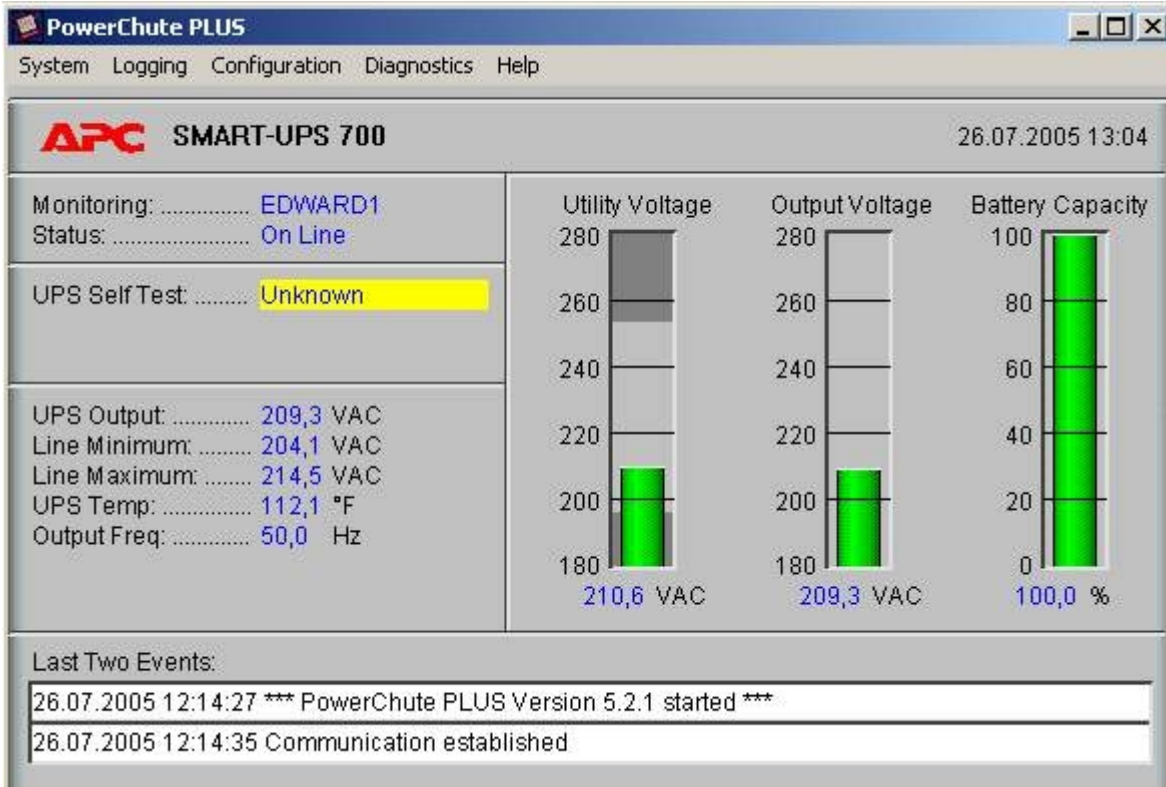 PowerChute PLUS
System Logging Configuration Diagnostics Help
APC SMART-UPS 700 26.07.2005 13:04
Monitoring: .............. EDWARD1
Status: ....................... On Line
UPS Self Test: ......... Unknown
UPS Output: ............ 209,3 VAC
Line Minimum: ......... 204,1 VAC
Line Maximum: ........ 214,5 VAC
UPS Temp: ............... 112,1 °F
Output Freq: ............. 50,0 Hz
Utility Voltage
280
260
240
220
200
180
210,6 VAC
Output Voltage
280
260
240
220
200
180
209,3 VAC
Battery Capacity
100
80
60
40
20
0
100,0 %
Last Two Events:
26.07.2005 12:14:27 *** PowerChute PLUS Version 5.2.1 started ***
26.07.2005 12:14:35 Communication established